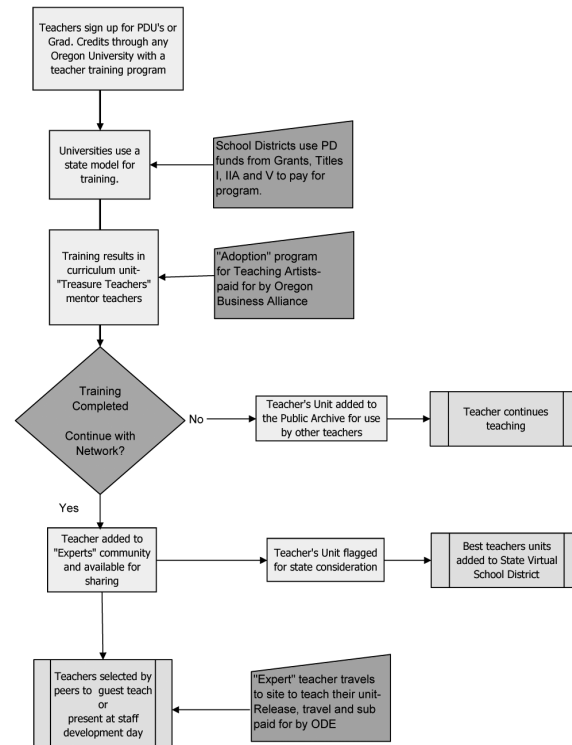 Teachers sign up for PDU's or
Grad. Credits through any
Oregon University with a
teacher training program
Universities use a
state model for
training.
School Districts use PD
funds from Grants, Titles
I, IIA and V to pay for
program.
Training results in
curriculum unit-
"Treasure Teachers"
mentor teachers
"Adoption" program
for Teaching Artists-
paid for by Oregon
Business Alliance
Training
Completed
Continue with
Network?
No
Teacher's Unit added to
the Public Archive for use
by other teachers
Teacher continues
teaching
Yes
Teacher added to
"Experts" community
and available for
sharing
Teacher's Unit flagged
for state consideration
Best teachers units
added to State Virtual
School District
Teachers selected by
peers to guest teach
or
present at staff
development day
"Expert" teacher travels
to site to teach their unit-
Release, travel and sub
paid for by ODE